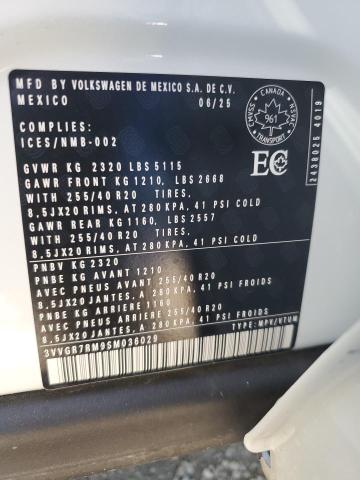 MFD BY VOLKSWAGEN DE MEXICO S.A. DE C.V.
MEXICO 06/25
CANADA
CMVSS
NSVAC
961
TRANSPORT
COMPLIES:
ICES/NMB-002
EC
2438025 4019
GVWR KG 2320 LBS 5115
GAWR FRONT KG 1210, LBS 2668
WITH 255/40 R20 TIRES,
8.5JX20 RIMS, AT 280 KPA, 41 PSI COLD
GAWR REAR KG 1160, LBS 2557
WITH 255/40 R20 TIRES,
8.5JX20 RIMS, AT 280 KPA, 41 PSI COLD
PNBV KG 2320
PNBE KG AVANT 1210
AVEC PNEUS AVANT 255/40 R20
8.5JX20 JANTES, A 280 KPA, 41 PSI FROIDS
PNBE KG ARRIERE 1160
AVEC PNEUS 255/40 R20
8.5JX20 JANTES, A 280 KPA, 41 PSI FROIDS
3VVGR7RM9SM036029 TYPE: MPV/VTUM